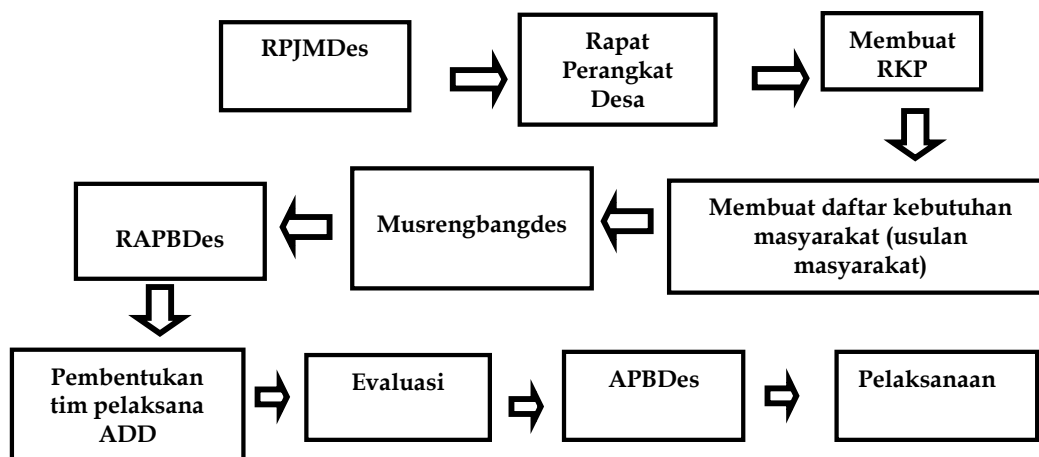 RPJMDes
Rapat
Perangkat
Desa
Membuat
RKP
Membuat daftar kebutuhan
masyarakat (usulan
masyarakat)
Musrengbangdes
RAPBDes
Pembentukan
tim pelaksana
ADD
Evaluasi
APBDes
Pelaksanaan